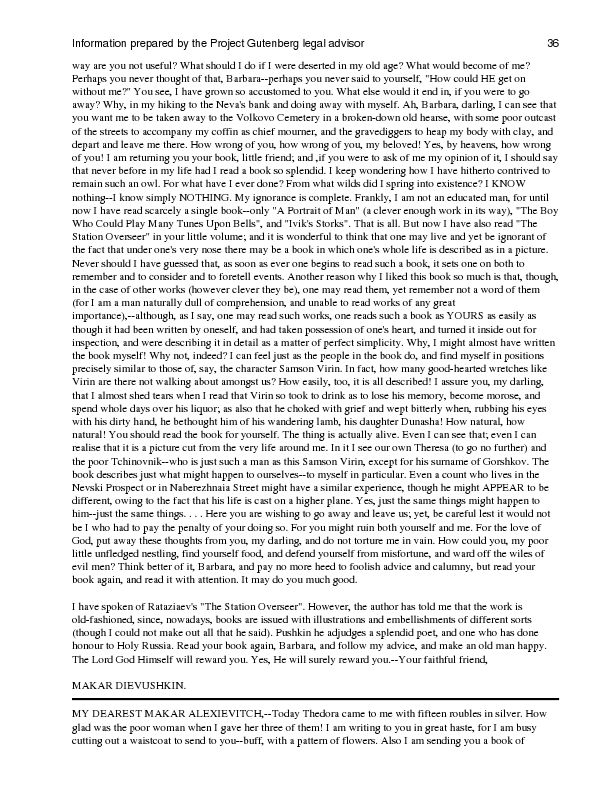 Information prepared by the Project Gutenberg legal advisor 36
way are you not useful? What should I do if I were deserted in my old age? What would become of me?
Perhaps you never thought of that, Barbara--perhaps you never said to yourself, "How could HE get on
without me?" You see, I have grown so accustomed to you. What else would it end in, if you were to go
away? Why, in my hiking to the Neva's bank and doing away with myself. Ah, Barbara, darling, I can see that
you want me to be taken away to the Volkovo Cemetery in a broken-down old hearse, with some poor outcast
of the streets to accompany my coffin as chief mourner, and the gravediggers to heap my body with clay, and
depart and leave me there. How wrong of you, how wrong of you, my beloved! Yes, by heavens, how wrong
of you! I am returning you your book, little friend; and ,if you were to ask of me my opinion of it, I should say
that never before in my life had I read a book so splendid. I keep wondering how I have hitherto contrived to
remain such an owl. For what have I ever done? From what wilds did I spring into existence? I KNOW
nothing--I know simply NOTHING. My ignorance is complete. Frankly, I am not an educated man, for until
now I have read scarcely a single book--only "A Portrait of Man" (a clever enough work in its way), "The Boy
Who Could Play Many Tunes Upon Bells", and "Ivik's Storks". That is all. But now I have also read "The
Station Overseer" in your little volume; and it is wonderful to think that one may live and yet be ignorant of
the fact that under one's very nose there may be a book in which one's whole life is described as in a picture.
Never should I have guessed that, as soon as ever one begins to read such a book, it sets one on both to
remember and to consider and to foretell events. Another reason why I liked this book so much is that, though,
in the case of other works (however clever they be), one may read them, yet remember not a word of them
(for I am a man naturally dull of comprehension, and unable to read works of any great
importance),--although, as I say, one may read such works, one reads such a book as YOURS as easily as
though it had been written by oneself, and had taken possession of one's heart, and turned it inside out for
inspection, and were describing it in detail as a matter of perfect simplicity. Why, I might almost have written
the book myself! Why not, indeed? I can feel just as the people in the book do, and find myself in positions
precisely similar to those of, say, the character Samson Virin. In fact, how many good-hearted wretches like
Virin are there not walking about amongst us? How easily, too, it is all described! I assure you, my darling,
that I almost shed tears when I read that Virin so took to drink as to lose his memory, become morose, and
spend whole days over his liquor; as also that he choked with grief and wept bitterly when, rubbing his eyes
with his dirty hand, he bethought him of his wandering lamb, his daughter Dunasha! How natural, how
natural! You should read the book for yourself. The thing is actually alive. Even I can see that; even I can
realise that it is a picture cut from the very life around me. In it I see our own Theresa (to go no further) and
the poor Tchinovnik--who is just such a man as this Samson Virin, except for his surname of Gorshkov. The
book describes just what might happen to ourselves--to myself in particular. Even a count who lives in the
Nevski Prospect or in Naberezhnaia Street might have a similar experience, though he might APPEAR to be
different, owing to the fact that his life is cast on a higher plane. Yes, just the same things might happen to
him--just the same things. . . . Here you are wishing to go away and leave us; yet, be careful lest it would not
be I who had to pay the penalty of your doing so. For you might ruin both yourself and me. For the love of
God, put away these thoughts from you, my darling, and do not torture me in vain. How could you, my poor
little unfledged nestling, find yourself food, and defend yourself from misfortune, and ward off the wiles of
evil men? Think better of it, Barbara, and pay no more heed to foolish advice and calumny, but read your
book again, and read it with attention. It may do you much good.
I have spoken of Rataziaev's "The Station Overseer". However, the author has told me that the work is
old-fashioned, since, nowadays, books are issued with illustrations and embellishments of different sorts
(though I could not make out all that he said). Pushkin he adjudges a splendid poet, and one who has done
honour to Holy Russia. Read your book again, Barbara, and follow my advice, and make an old man happy.
The Lord God Himself will reward you. Yes, He will surely reward you.--Your faithful friend,
MAKAR DIEVUSHKIN.
MY DEAREST MAKAR ALEXIEVITCH,--Today Thedora came to me with fifteen roubles in silver. How
glad was the poor woman when I gave her three of them! I am writing to you in great haste, for I am busy
cutting out a waistcoat to send to you--buff, with a pattern of flowers. Also I am sending you a book of